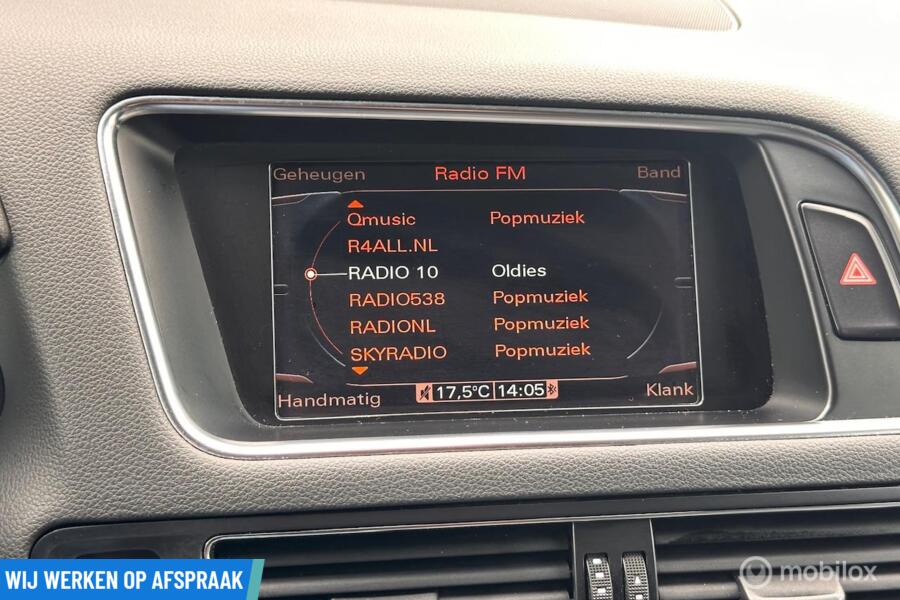 Geheugen Radio FM Band
Qmusic Popmuziek
R4ALL.NL
RADIO 10 Oldies
RADIO538 Popmuziek
RADIONL Popmuziek
SKYRADIO Popmuziek
Handmatig 17,5°C 14:05 Klank
WIJ WERKEN OP AFSPRAAK
mobilox